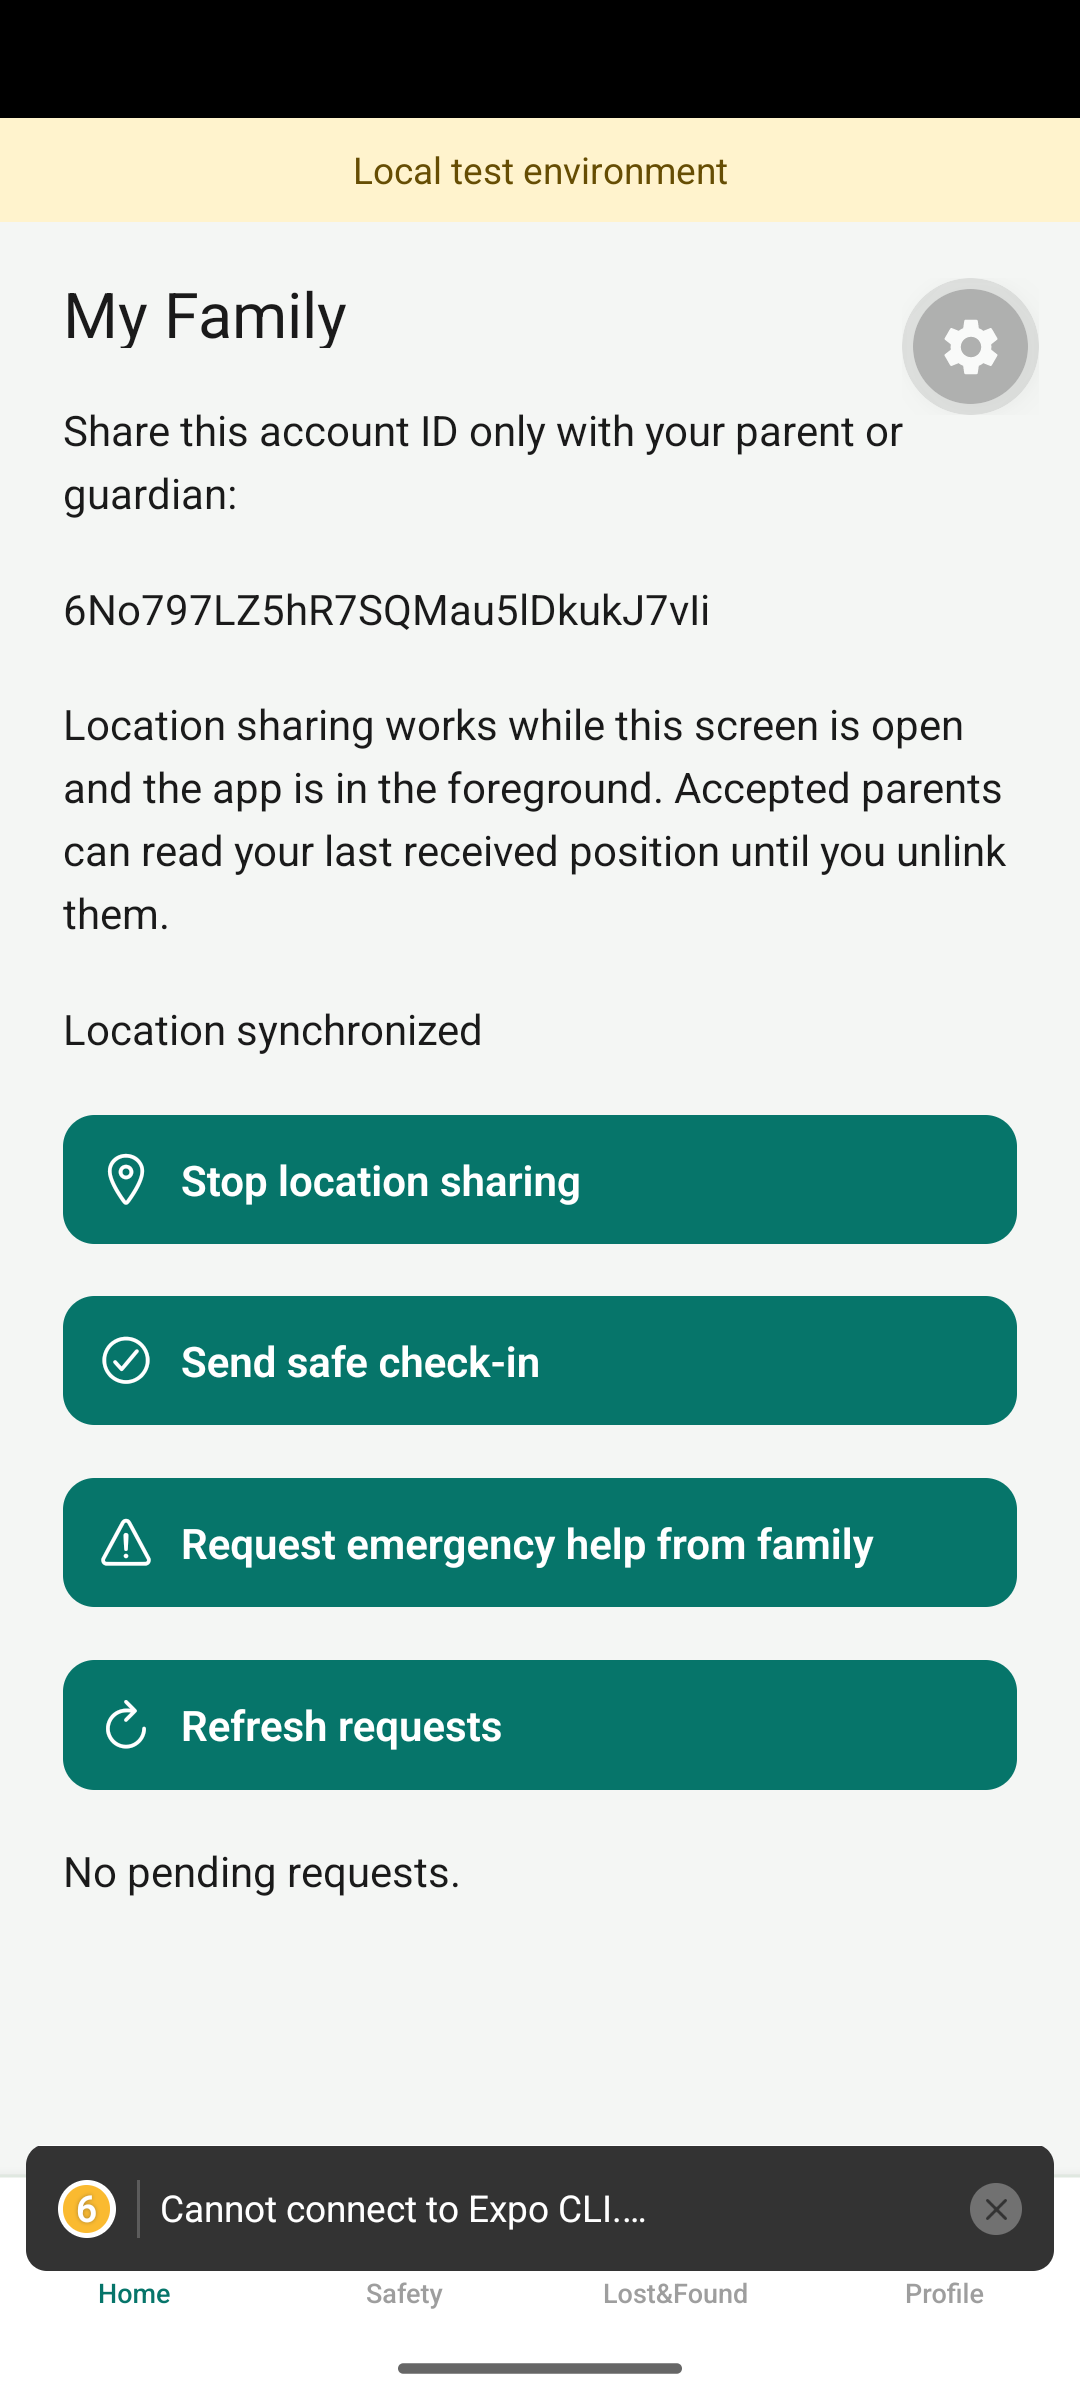 Local test environment
My Family
Share this account ID only with your parent or
guardian:
6No797LZ5hR7SQMau5lDkukJ7vIi
Location sharing works while this screen is open
and the app is in the foreground. Accepted parents
can read your last received position until you unlink
them.
Location synchronized
Stop location sharing
Send safe check-in
Request emergency help from family
Refresh requests
No pending requests.
6
Cannot connect to Expo CLI....
Home
Safety
Lost&Found
Profile